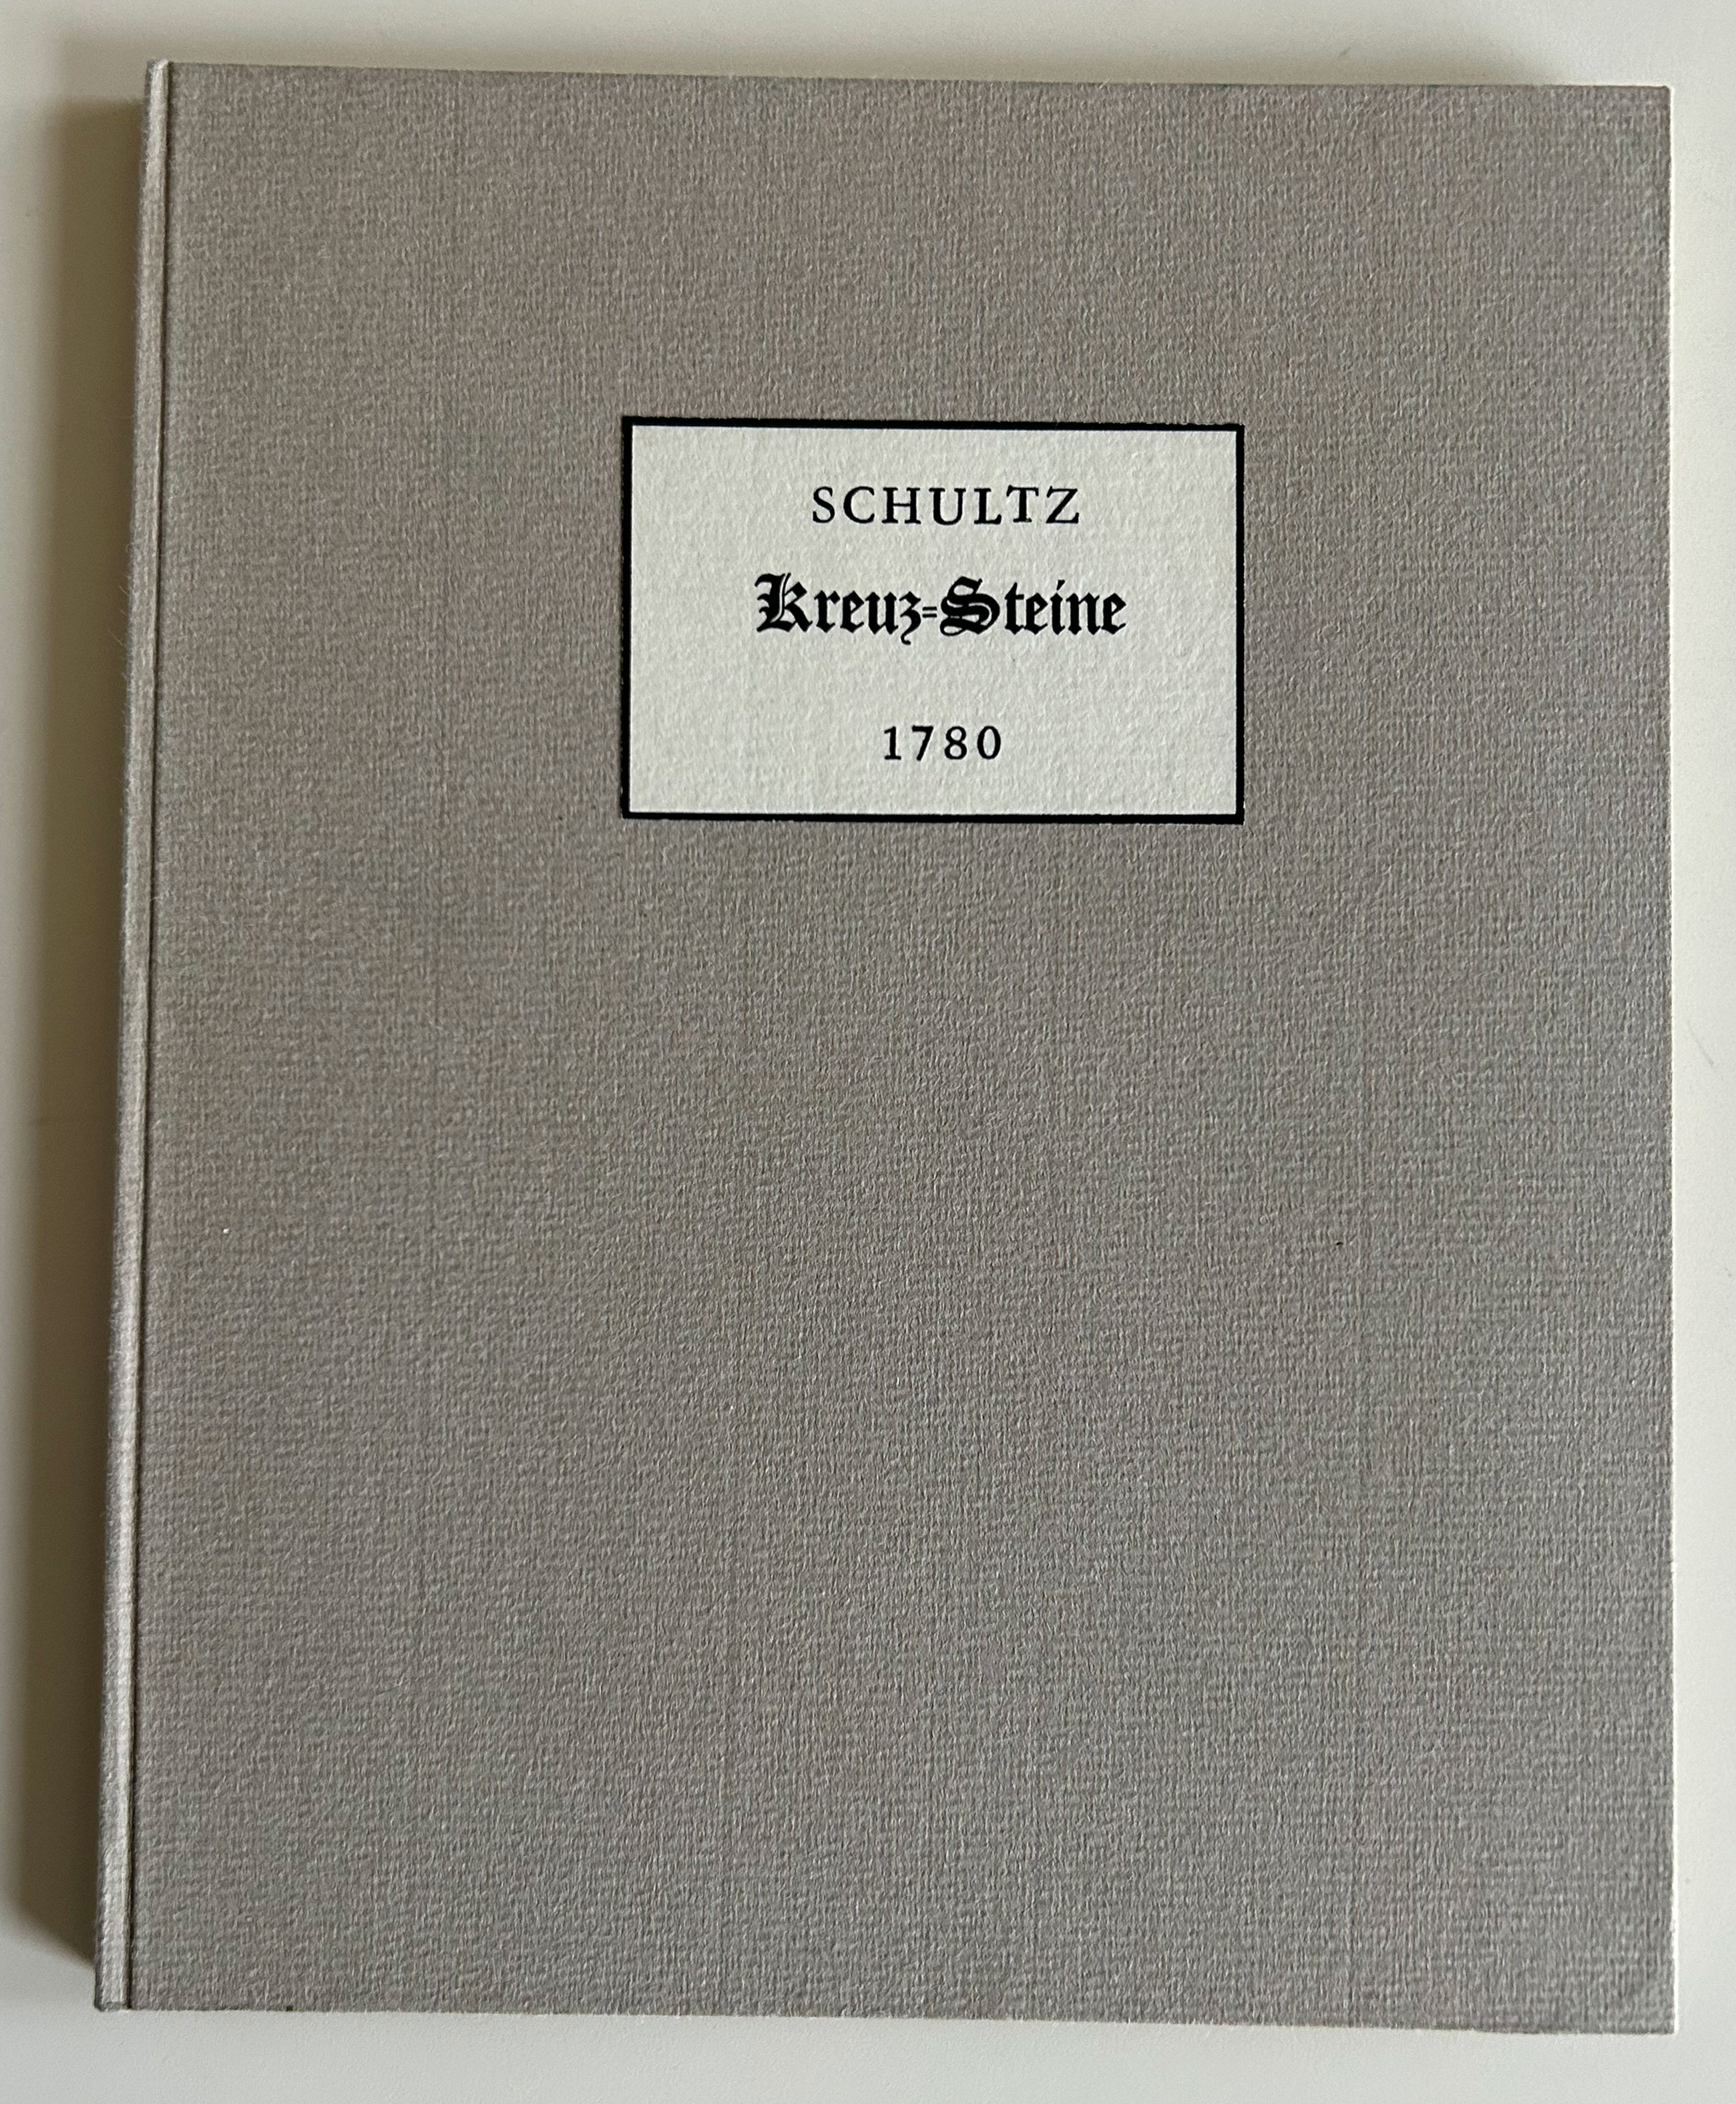 SCHULTZ
Kreuz=Steine
1780